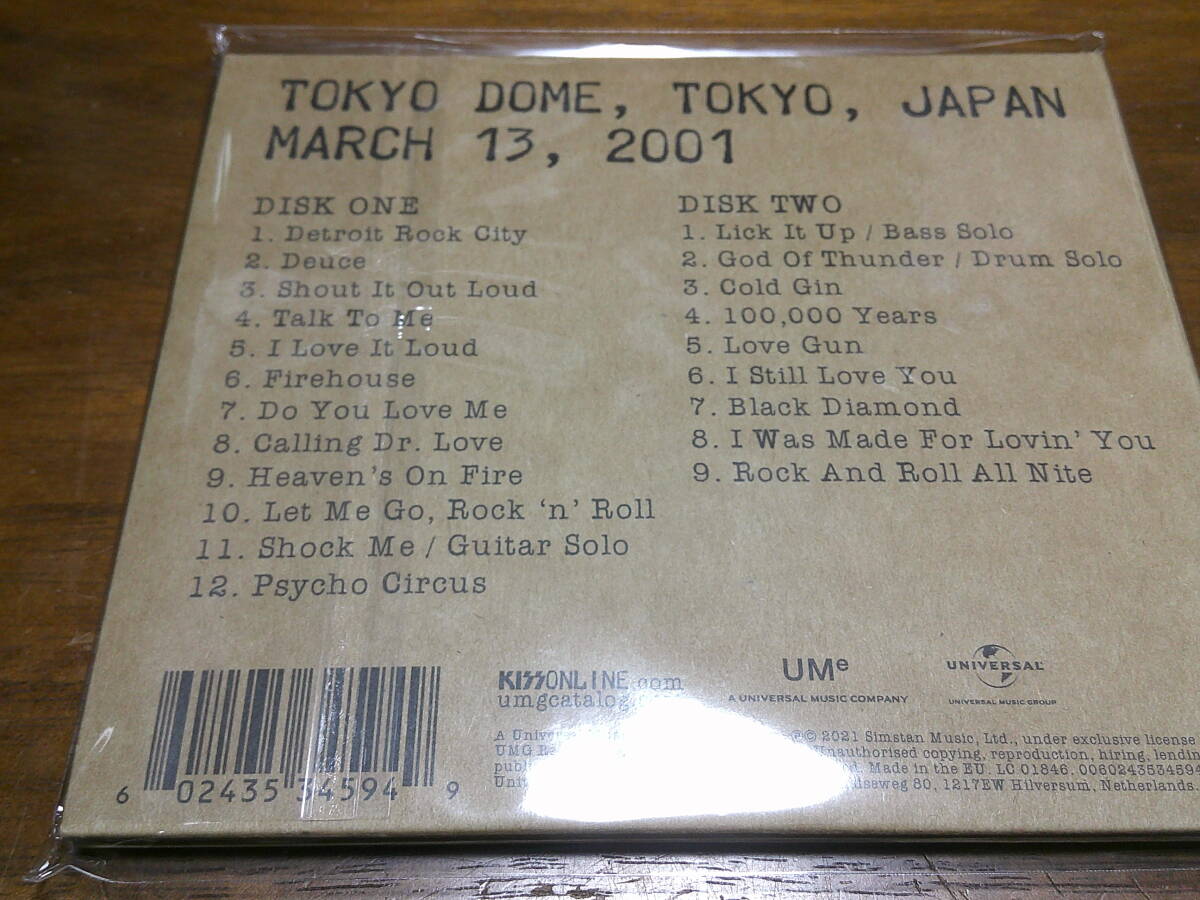 TOKYO DOME, TOKYO, JAPAN
MARCH 13, 2001
DISK ONE
1. Detroit Rock City
2. Deuce
3. Shout It Out Loud
4. Talk To Me
5. I Love It Loud
6. Firehouse
7. Do You Love Me
8. Calling Dr. Love
9. Heaven's On Fire
10. Let Me Go, Rock 'n' Roll
11. Shock Me / Guitar Solo
12. Psycho Circus
DISK TWO
1. Lick It Up / Bass Solo
2. God Of Thunder / Drum Solo
3. Cold Gin
4. 100,000 Years
5. Love Gun
6. I Still Love You
7. Black Diamond
8. I Was Made For Lovin' You
9. Rock And Roll All Nite
6 02435 34594 9
KISSONLINE.com
umgcatalog
UMe
A UNIVERSAL MUSIC COMPANY
UNIVERSAL
UNIVERSAL MUSIC GROUP
A
UMG
℗© 2021 Simstan Music, Ltd., under exclusive license
Unauthorised copying, reproduction, hiring,
Made in the EU. LC 01846.
80, 1217EW Hilversum, Netherlands.